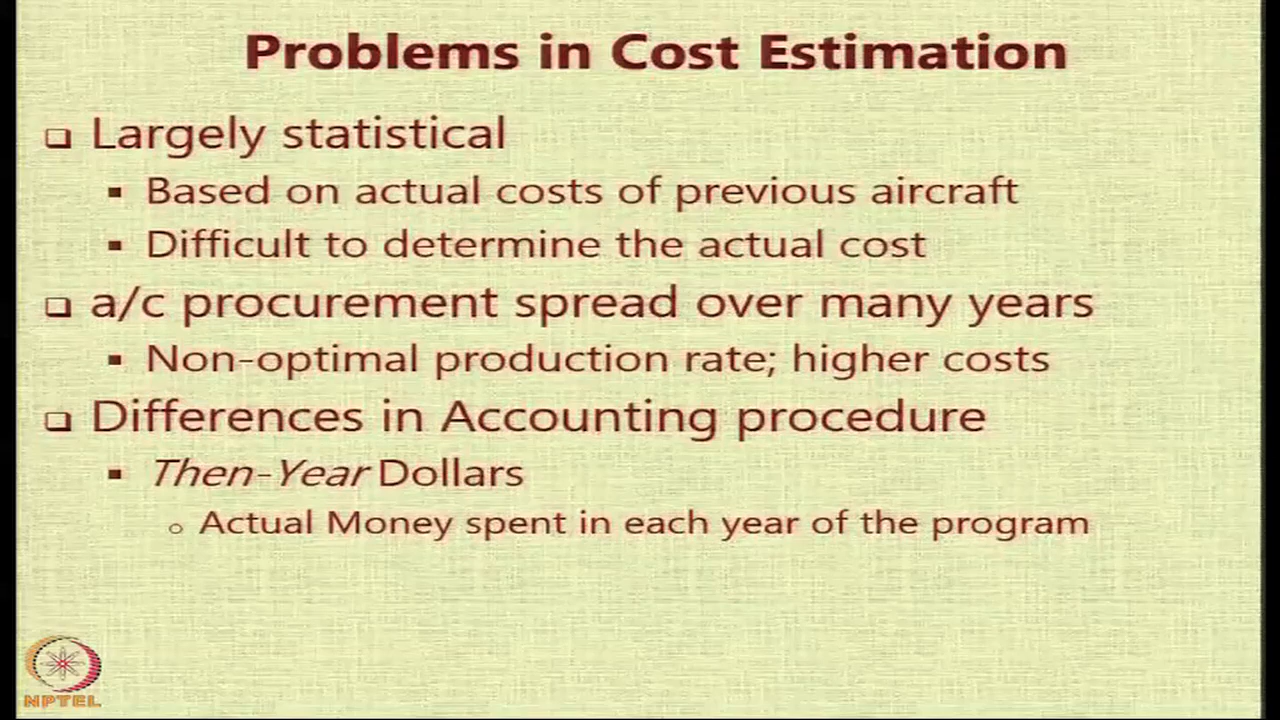 Problems in Cost Estimation
Largely statistical
Based on actual costs of previous aircraft
Difficult to determine the actual cost
a/c procurement spread over many years
Non-optimal production rate; higher costs
Differences in Accounting procedure
Then-Year Dollars
Actual Money spent in each year of the program
NPTEL